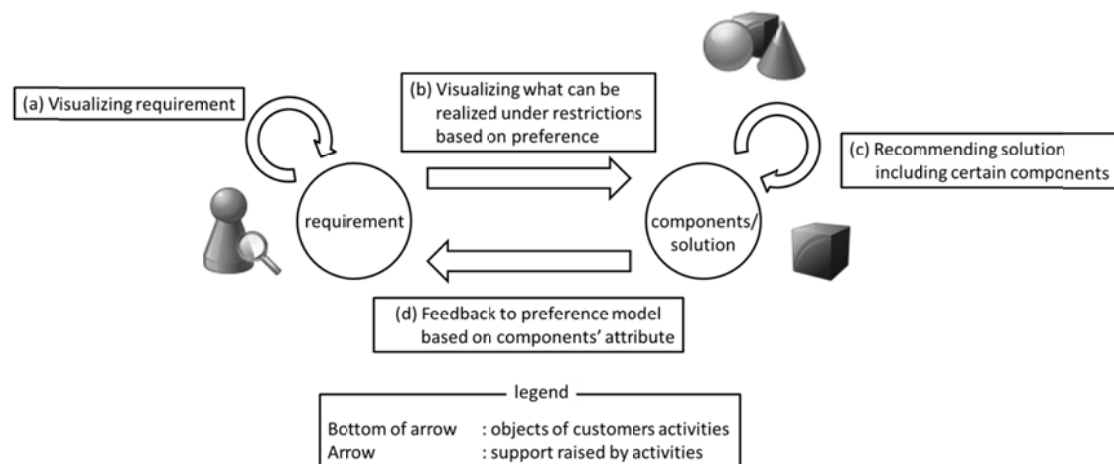 (a) Visualizing requirement
(b) Visualizing what can be
realized under restrictions
based on preference
(c) Recommending solution
including certain components
requirement
components/
solution
(d) Feedback to preference model
based on components' attribute
legend
Bottom of arrow : objects of customers activities
Arrow : support raised by activities